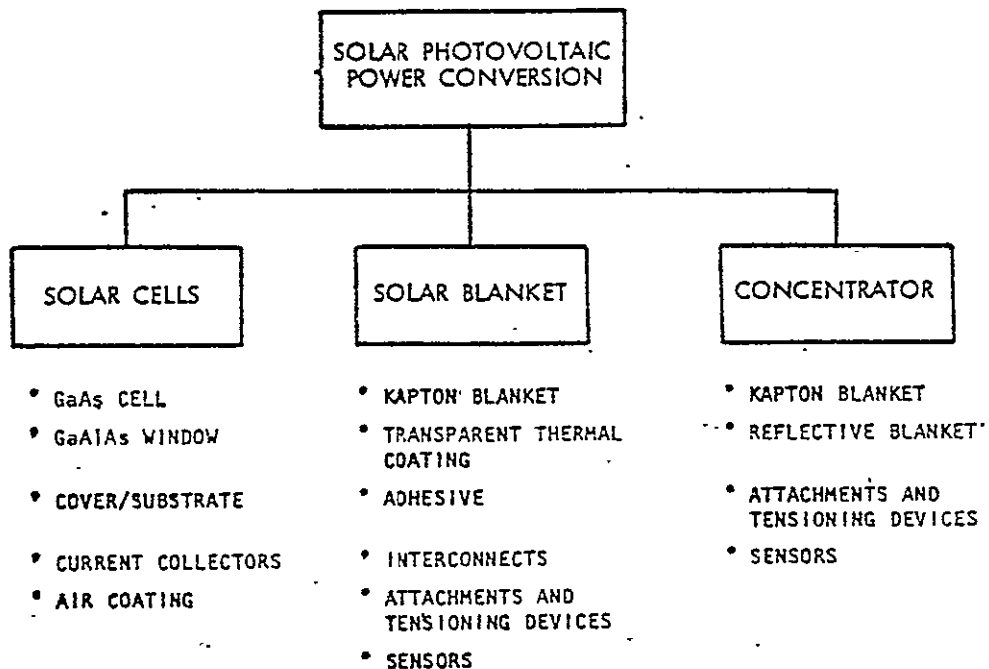 SOLAR PHOTOVOLTAIC
POWER CONVERSION
SOLAR CELLS
• GaAs CELL
• GaAlAs WINDOW
• COVER/SUBSTRATE
• CURRENT COLLECTORS
• AIR COATING
SOLAR BLANKET
• KAPTON BLANKET
• TRANSPARENT THERMAL
COATING
• ADHESIVE
• INTERCONNECTS
• ATTACHMENTS AND
TENSIONING DEVICES
• SENSORS
CONCENTRATOR
• KAPTON BLANKET
• REFLECTIVE BLANKET
• ATTACHMENTS AND
TENSIONING DEVICES
• SENSORS